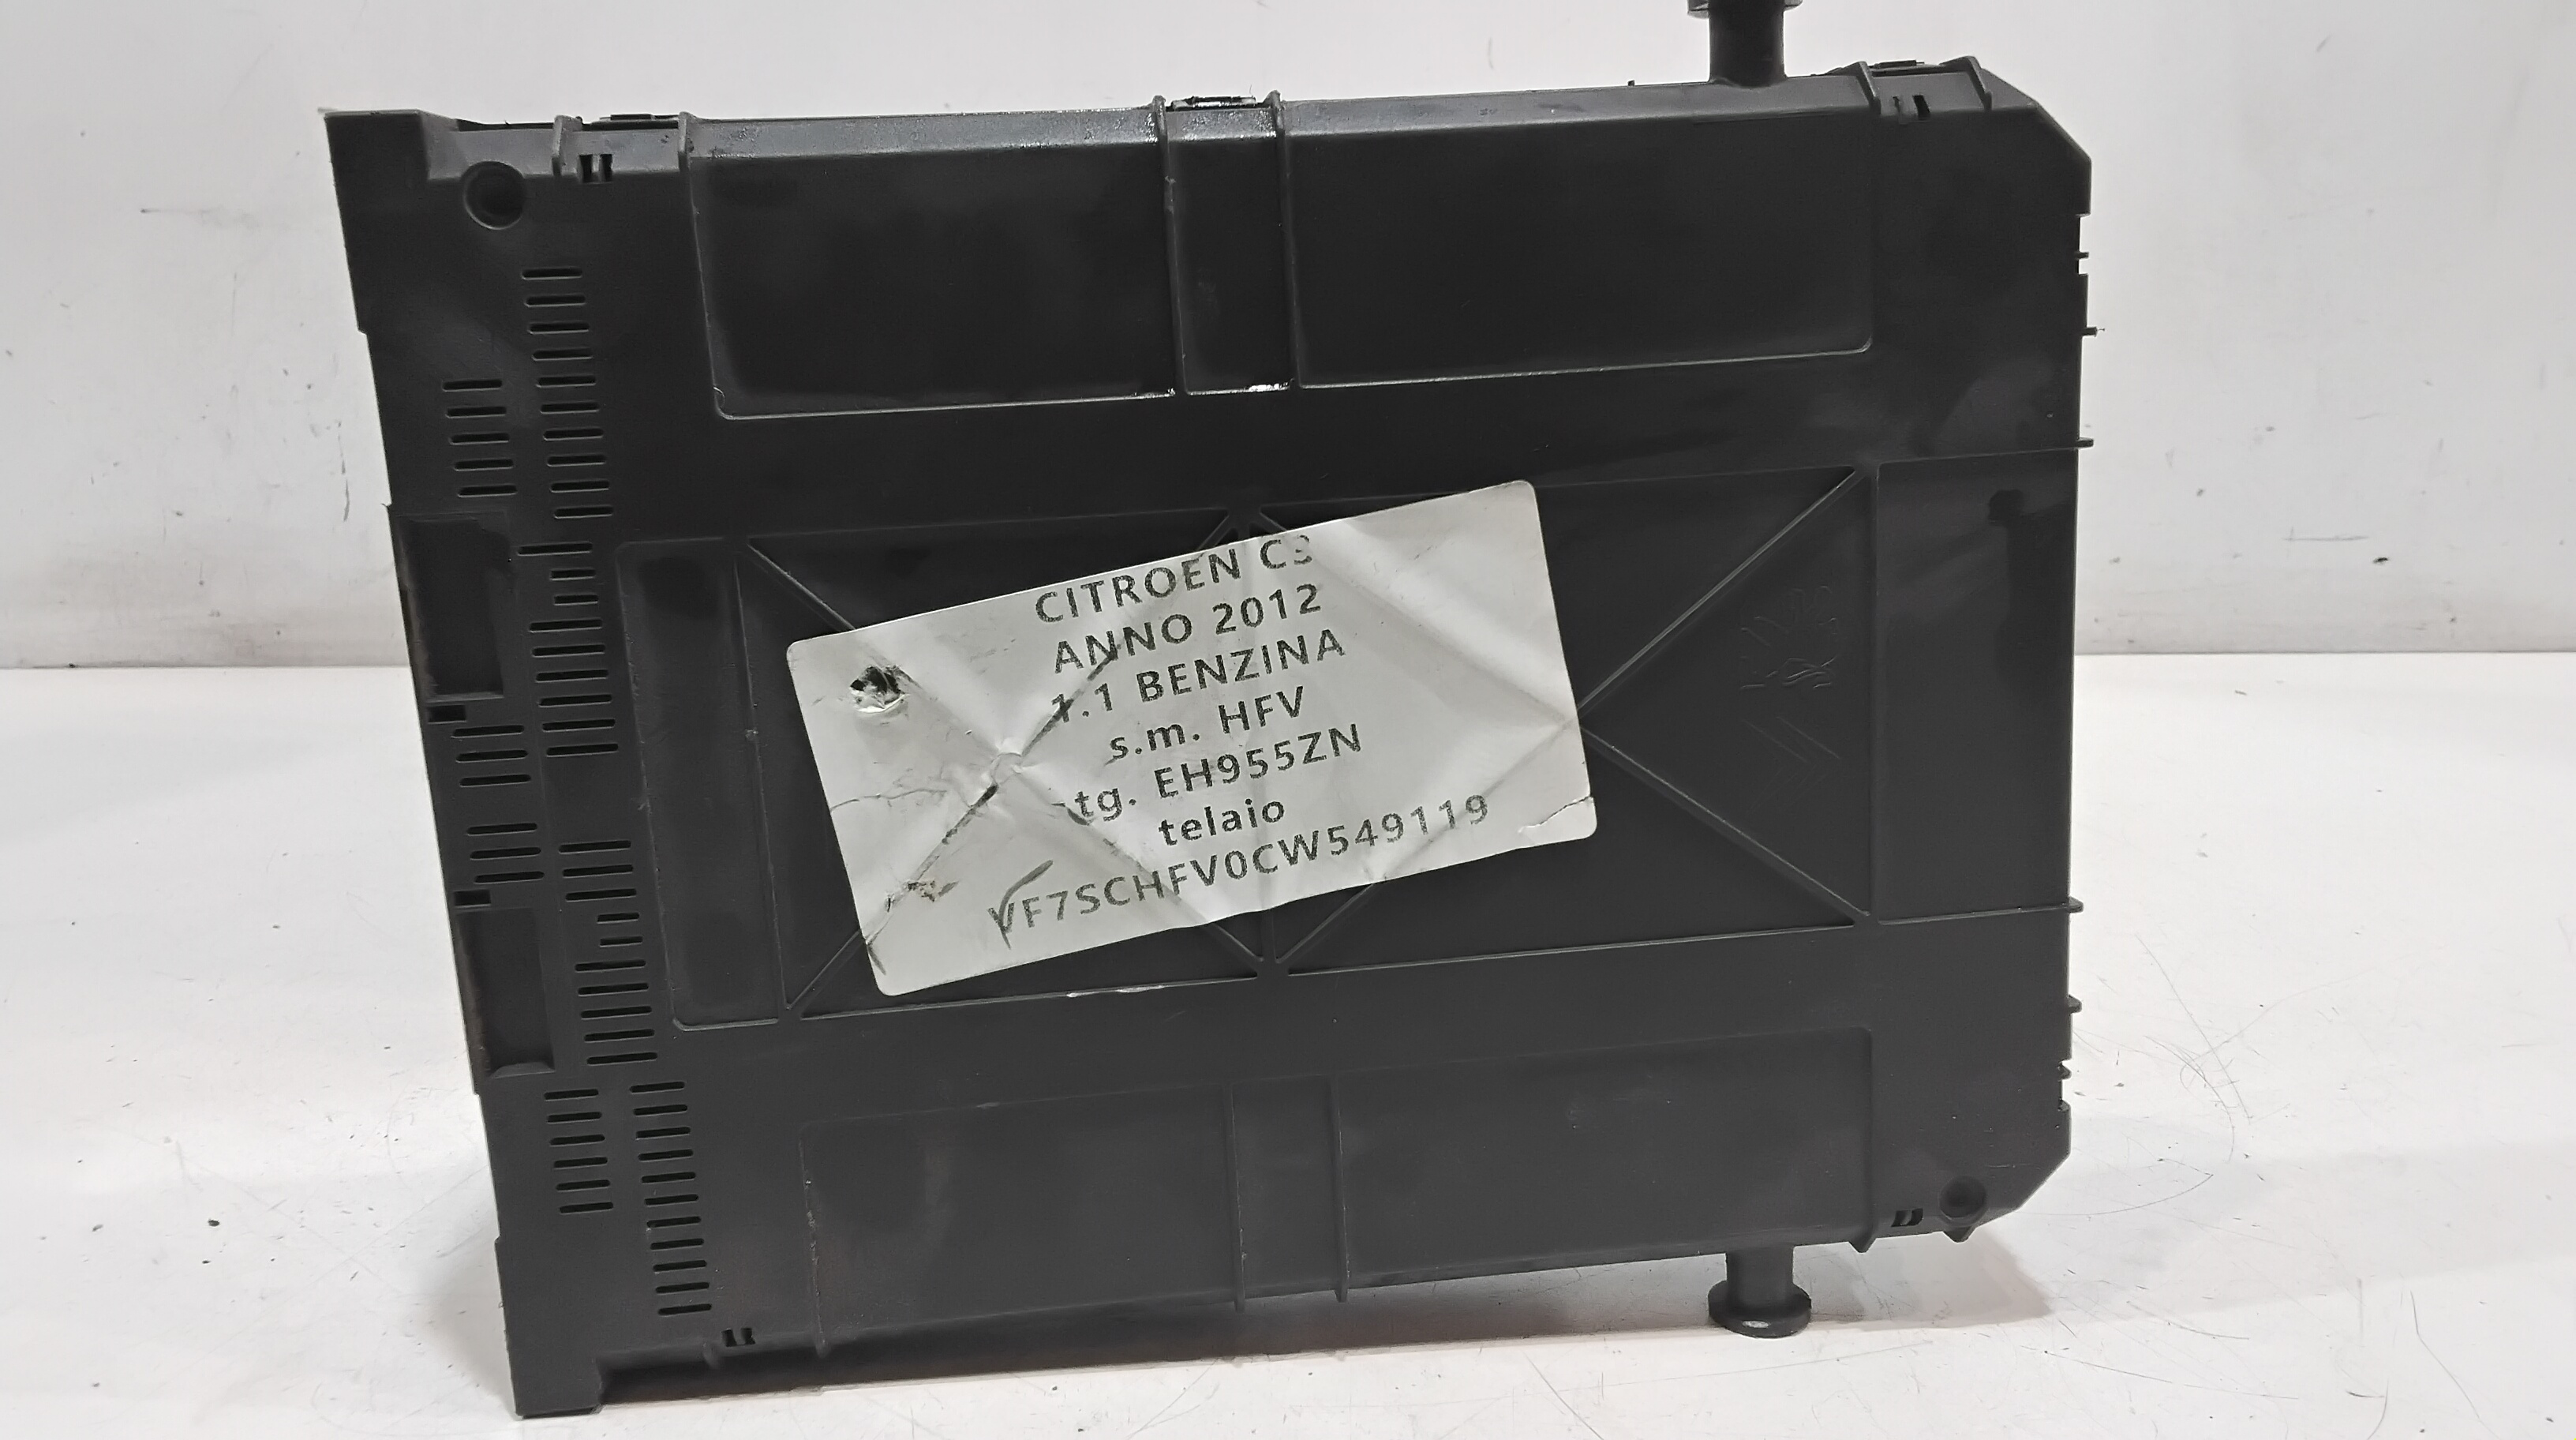 CITROEN C3
ANNO 2012
1.1 BENZINA
s.m. HFV
tg. EH955ZN
telaio
VF7SCHFV0CW549119